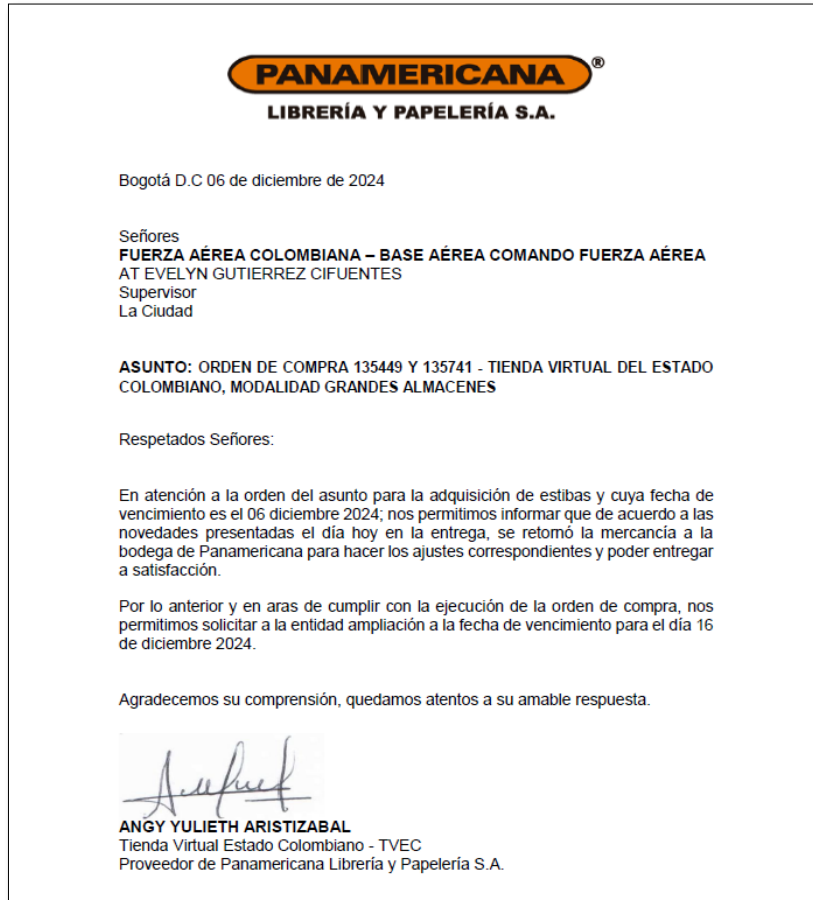 PANAMERICANA®
LIBRERÍA Y PAPELERÍA S.A.
Bogotá D.C 06 de diciembre de 2024
Señores
FUERZA AÉREA COLOMBIANA – BASE AÉREA COMANDO FUERZA AÉREA
AT EVELYN GUTIERREZ CIFUENTES
Supervisor
La Ciudad
ASUNTO: ORDEN DE COMPRA 135449 Y 135741 - TIENDA VIRTUAL DEL ESTADO
COLOMBIANO, MODALIDAD GRANDES ALMACENES
Respetados Señores:
En atención a la orden del asunto para la adquisición de estibas y cuya fecha de
vencimiento es el 06 diciembre 2024; nos permitimos informar que de acuerdo a las
novedades presentadas el día hoy en la entrega, se retornó la mercancía a la
bodega de Panamericana para hacer los ajustes correspondientes y poder entregar
a satisfacción.
Por lo anterior y en aras de cumplir con la ejecución de la orden de compra, nos
permitimos solicitar a la entidad ampliación a la fecha de vencimiento para el día 16
de diciembre 2024.
Agradecemos su comprensión, quedamos atentos a su amable respuesta.
ANGY YULIETH ARISTIZABAL
Tienda Virtual Estado Colombiano - TVEC
Proveedor de Panamericana Librería y Papelería S.A.